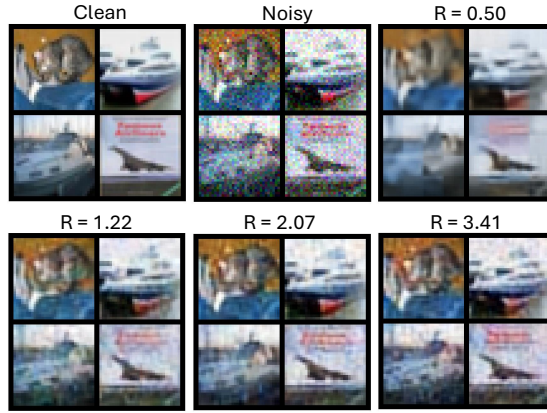 Clean
Noisy
R = 0.50
R = 1.22
R = 2.07
R = 3.41